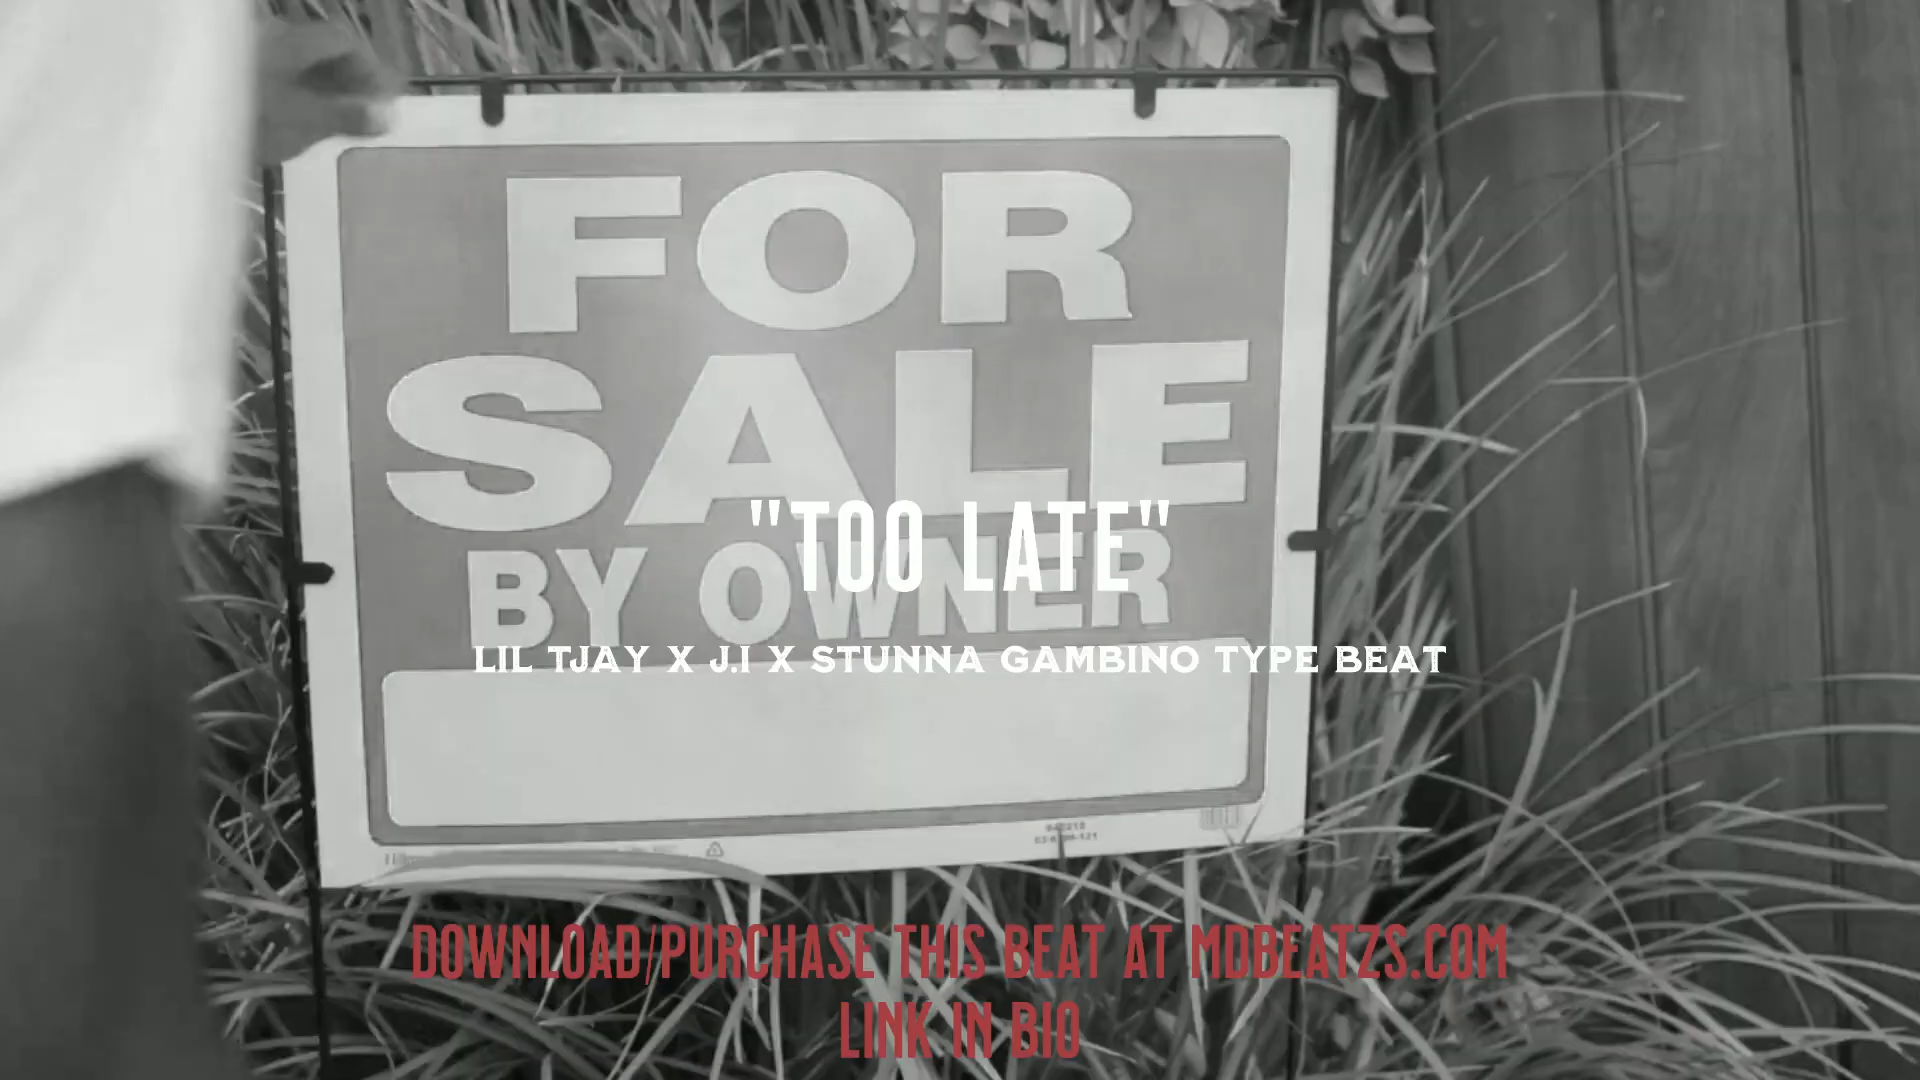 FOR
SALE
BY OWNER
"TOO LATE"
LIL TJAY X J.I X STUNNA GAMBINO TYPE BEAT
DOWNLOAD/PURCHASE THIS BEAT AT MDBEATZS.COM
LINK IN BIO